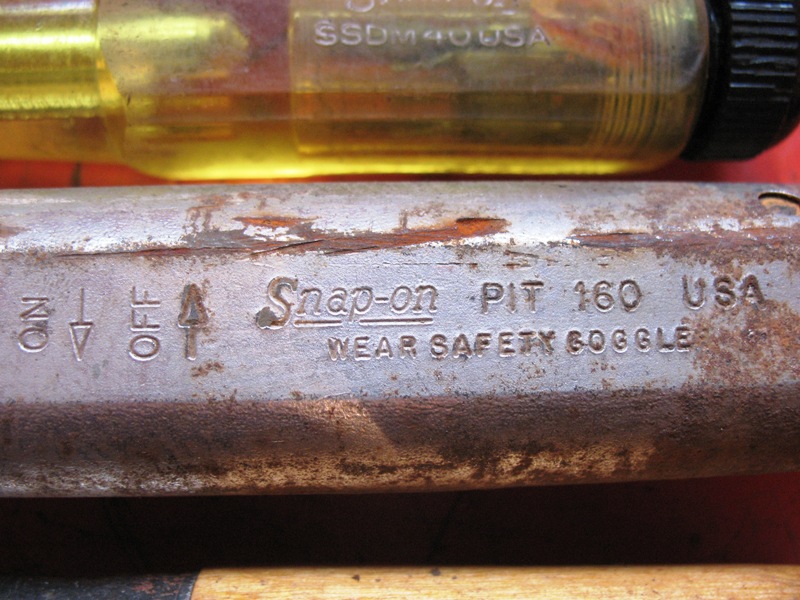 SSDM40USA
ON OFF Snap-on PIT 160 USA
WEAR SAFETY GOGGLE